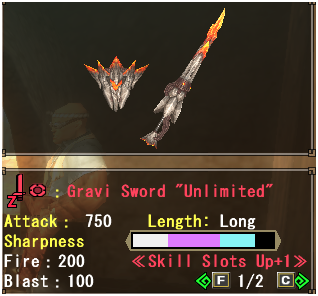 Z : Gravi Sword "Unlimited"
Attack : 750 Length: Long
Sharpness
Fire : 200 ≪Skill Slots Up+1≫
Blast : 100 F 1/2 C